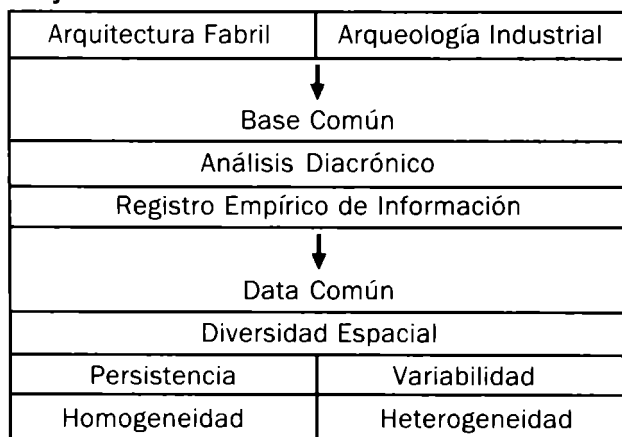 Arquitectura Fabril Arqueología Industrial
Base Común
Análisis Diacrónico
Registro Empírico de Información
Data Común
Diversidad Espacial
Persistencia Variabilidad
Homogeneidad Heterogeneidad